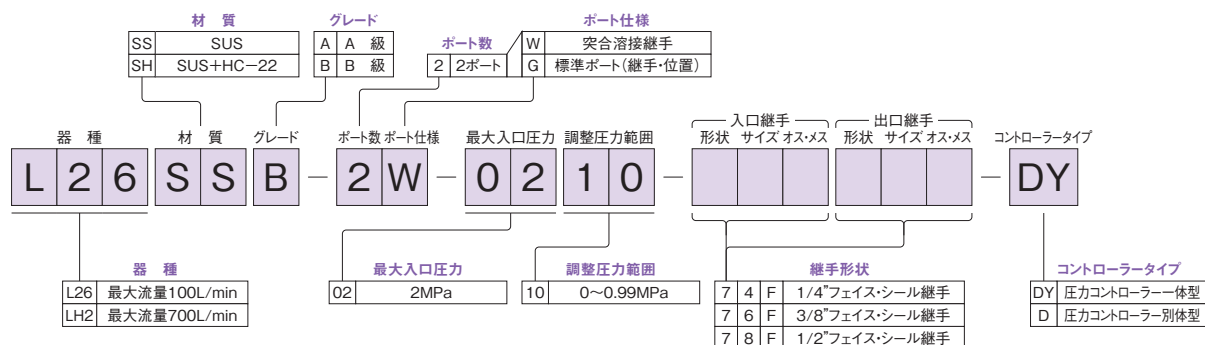 材 質
SS SUS
SH SUS+HC−22
グレード
A A 級
B B 級
ポート数
2 2ポート
ポート仕様
W 突合溶接継手
G 標準ポート(継手・位置)
器 種 材 質 グレード ポート数 ポート仕様 最大入口圧力 調整圧力範囲 入口継手 出口継手 コントローラータイプ
形状 サイズ オス・メス 形状 サイズ オス・メス
L 2 6 S S B − 2 W − 0 2 1 0 − − DY
器 種
L26 最大流量100L/min
LH2 最大流量700L/min
最大入口圧力
02 2MPa
調整圧力範囲
10 0〜0.99MPa
継手形状
7 4 F 1/4”フェイス・シール継手
7 6 F 3/8”フェイス・シール継手
7 8 F 1/2”フェイス・シール継手
コントローラータイプ
DY 圧力コントローラー一体型
D 圧力コントローラー別体型